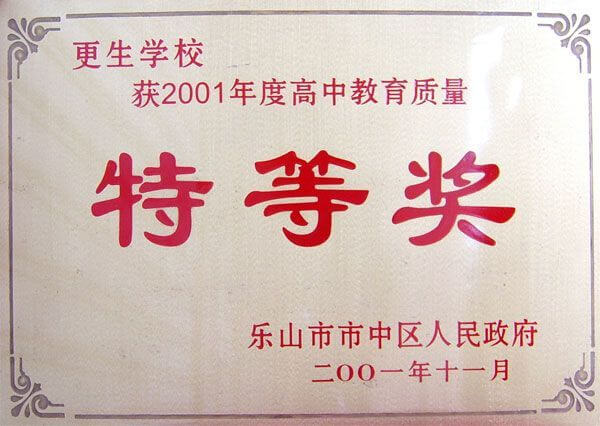 更生学校
获2001年度高中教育质量
特等奖
乐山市市中区人民政府
二〇〇一年十一月